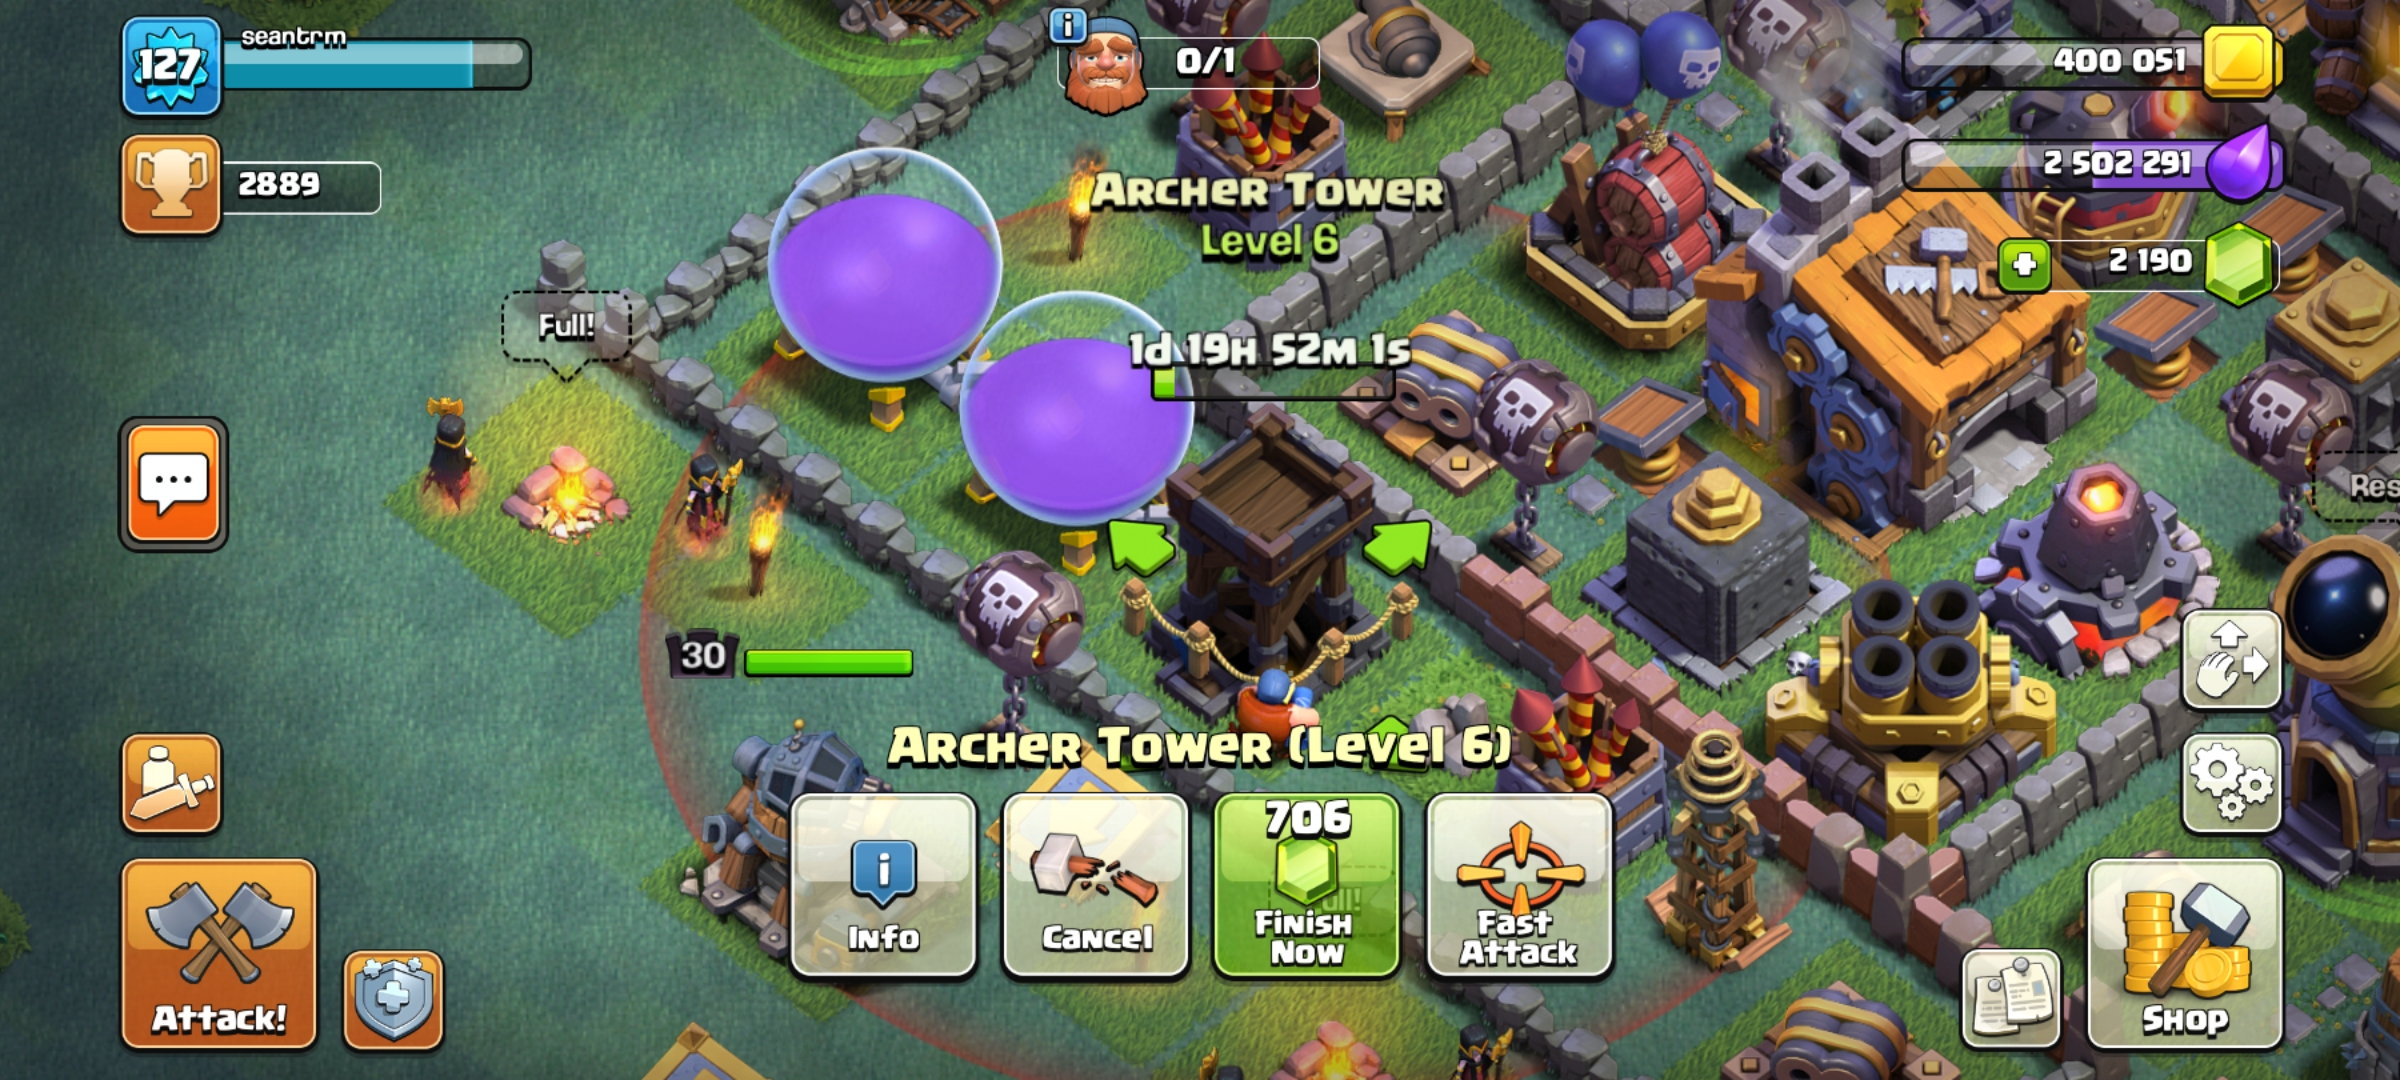 127
seantrm
0/1
400 051
2889
2 502 291
Archer Tower
Level 6
2 190
Full!
1d 19H 52M 1s
Res
30
Archer Tower (Level 6)
Info
Cancel
706
Finish
Now
Fast
Attack
Attack!
Shop